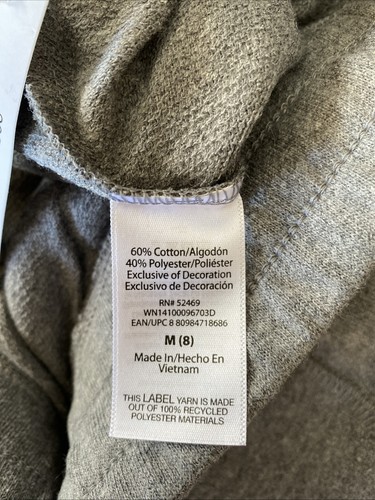 60% Cotton/Algodón
40% Polyester/Poliéster
Exclusive of Decoration
Exclusivo de Decoración
RN# 52469
WN14100096703D
EAN/UPC 8 80984718686
M (8)
Made In/Hecho En
Vietnam
THIS LABEL YARN IS MADE
OUT OF 100% RECYCLED
POLYESTER MATERIALS